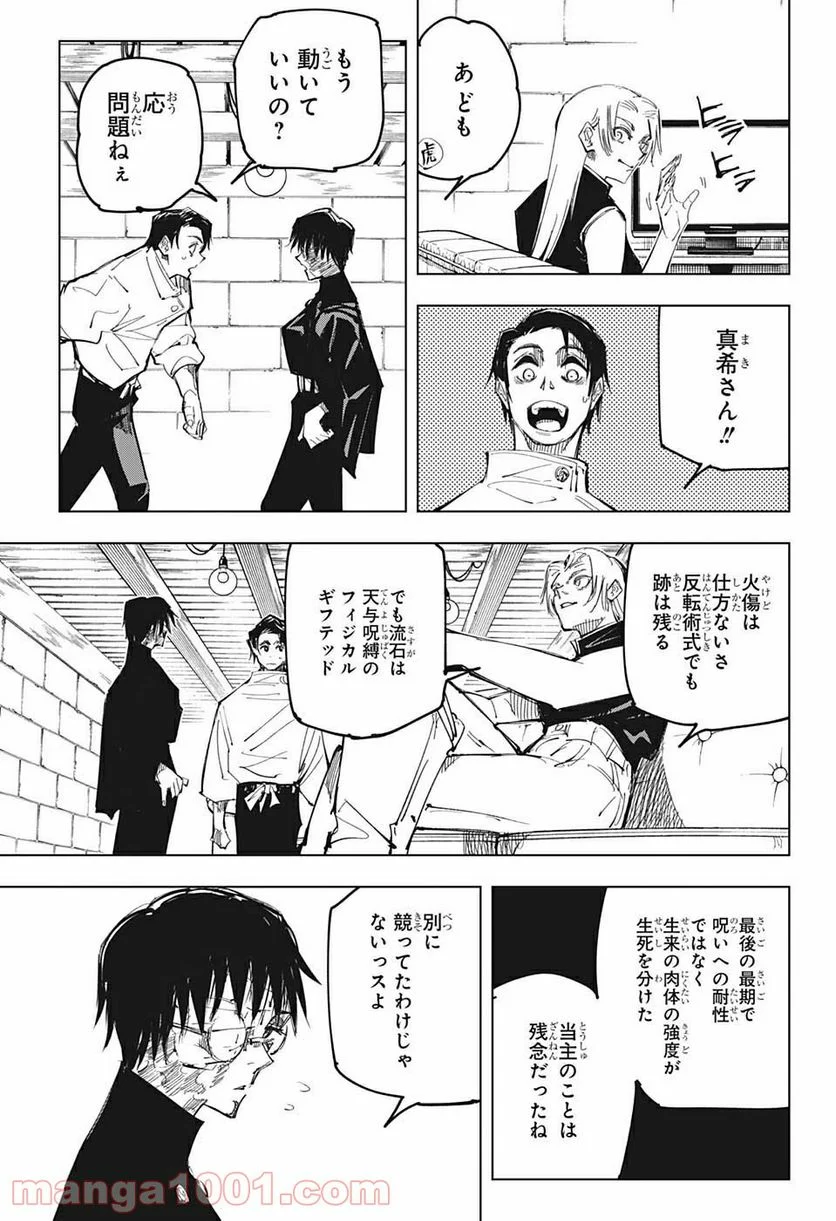 あども
虎
ヒラ
ヒラ
もう
動いて
いいの？
応
問題ねぇ
真希さん!!
火傷は
仕方ないさ
反転術式でも
跡は残る
でも流石は
天与呪縛の
フィジカル
ギフテッド
最後の最期で
呪いへの耐性
ではなく
生来の肉体の強度が
生死を分けた
当主のことは
残念だったね
別に
競ってたわけじゃ
ないっスよ
manga1001.com